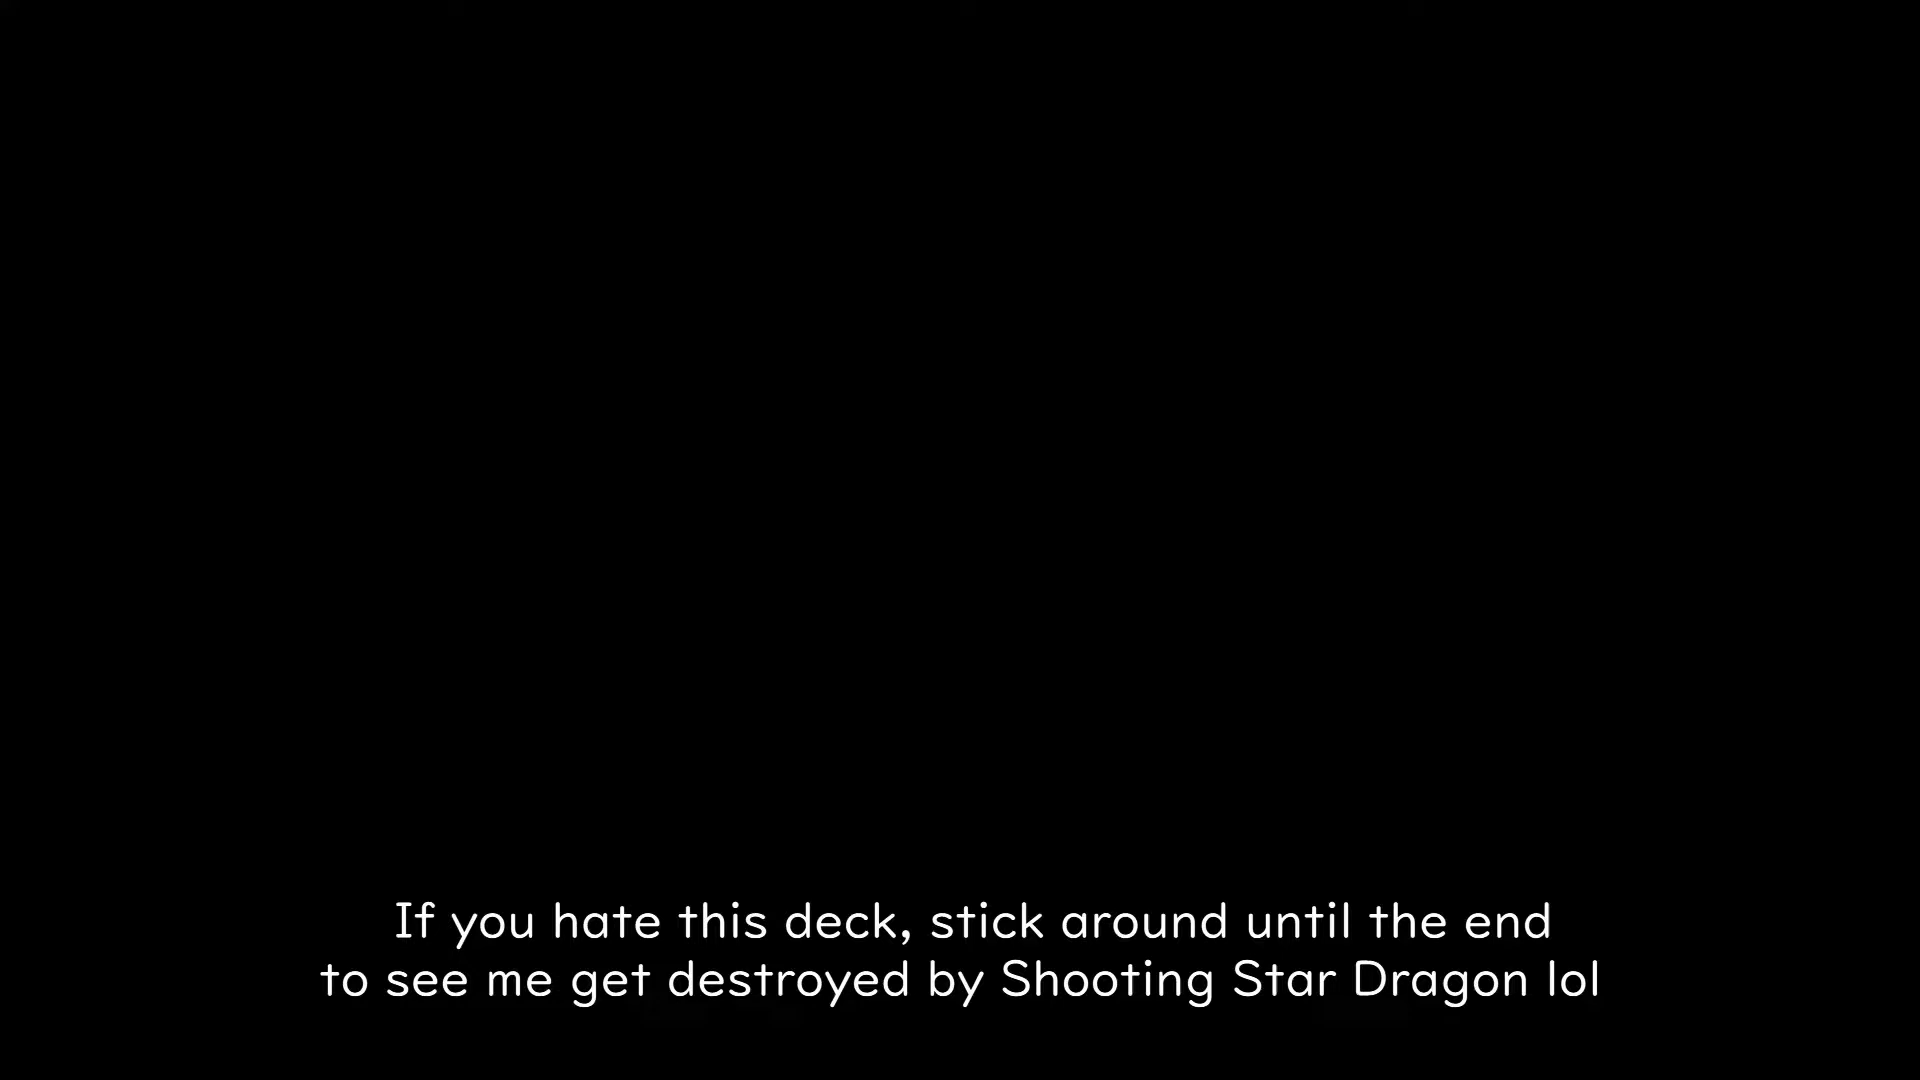 If you hate this deck, stick around until the end
to see me get destroyed by Shooting Star Dragon lol